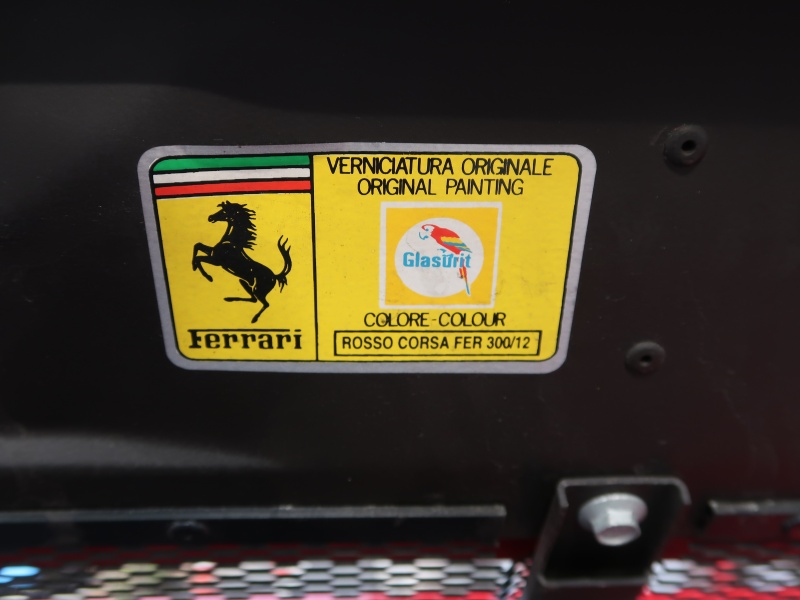 VERNICIATURA ORIGINALE
ORIGINAL PAINTING
Glasurit
COLORE-COLOUR
ROSSO CORSA FER 300/12
Ferrari